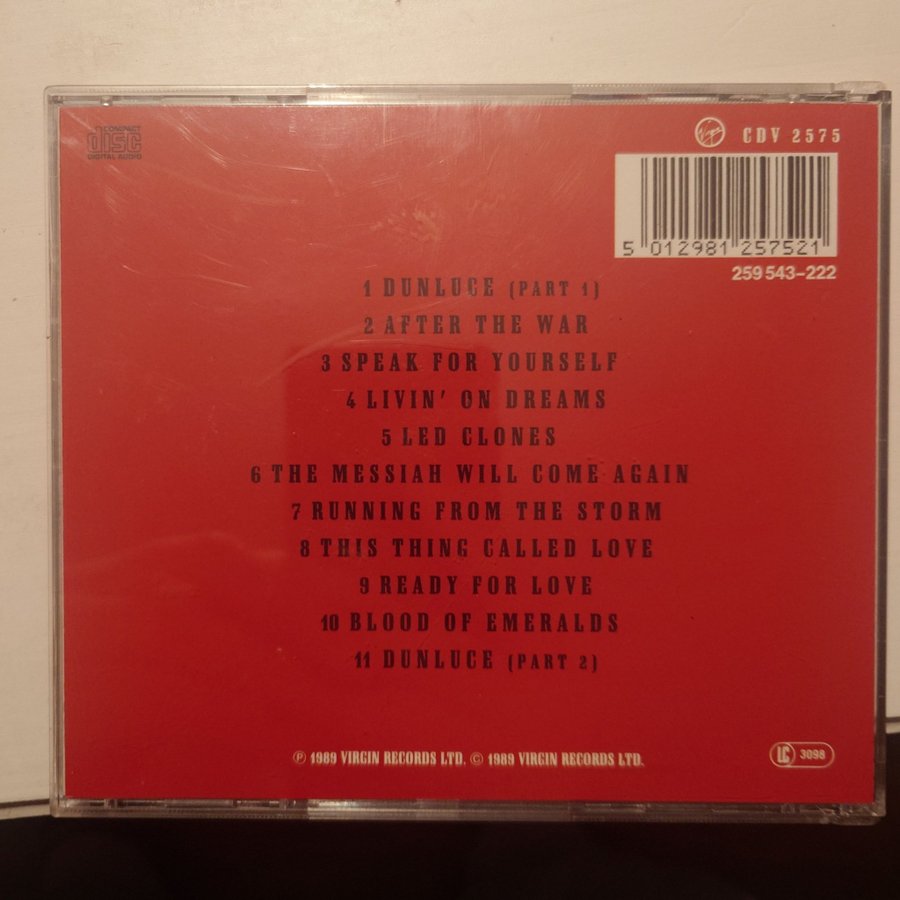 COMPACT
disc
DIGITAL AUDIO
Virgin CDV 2575
5 012981 257521
259 543-222
1 DUNLUCE (PART 1)
2 AFTER THE WAR
3 SPEAK FOR YOURSELF
4 LIVIN' ON DREAMS
5 LED CLONES
6 THE MESSIAH WILL COME AGAIN
7 RUNNING FROM THE STORM
8 THIS THING CALLED LOVE
9 READY FOR LOVE
10 BLOOD OF EMERALDS
11 DUNLUCE (PART 2)
℗ 1989 VIRGIN RECORDS LTD. © 1989 VIRGIN RECORDS LTD.
LC 3098